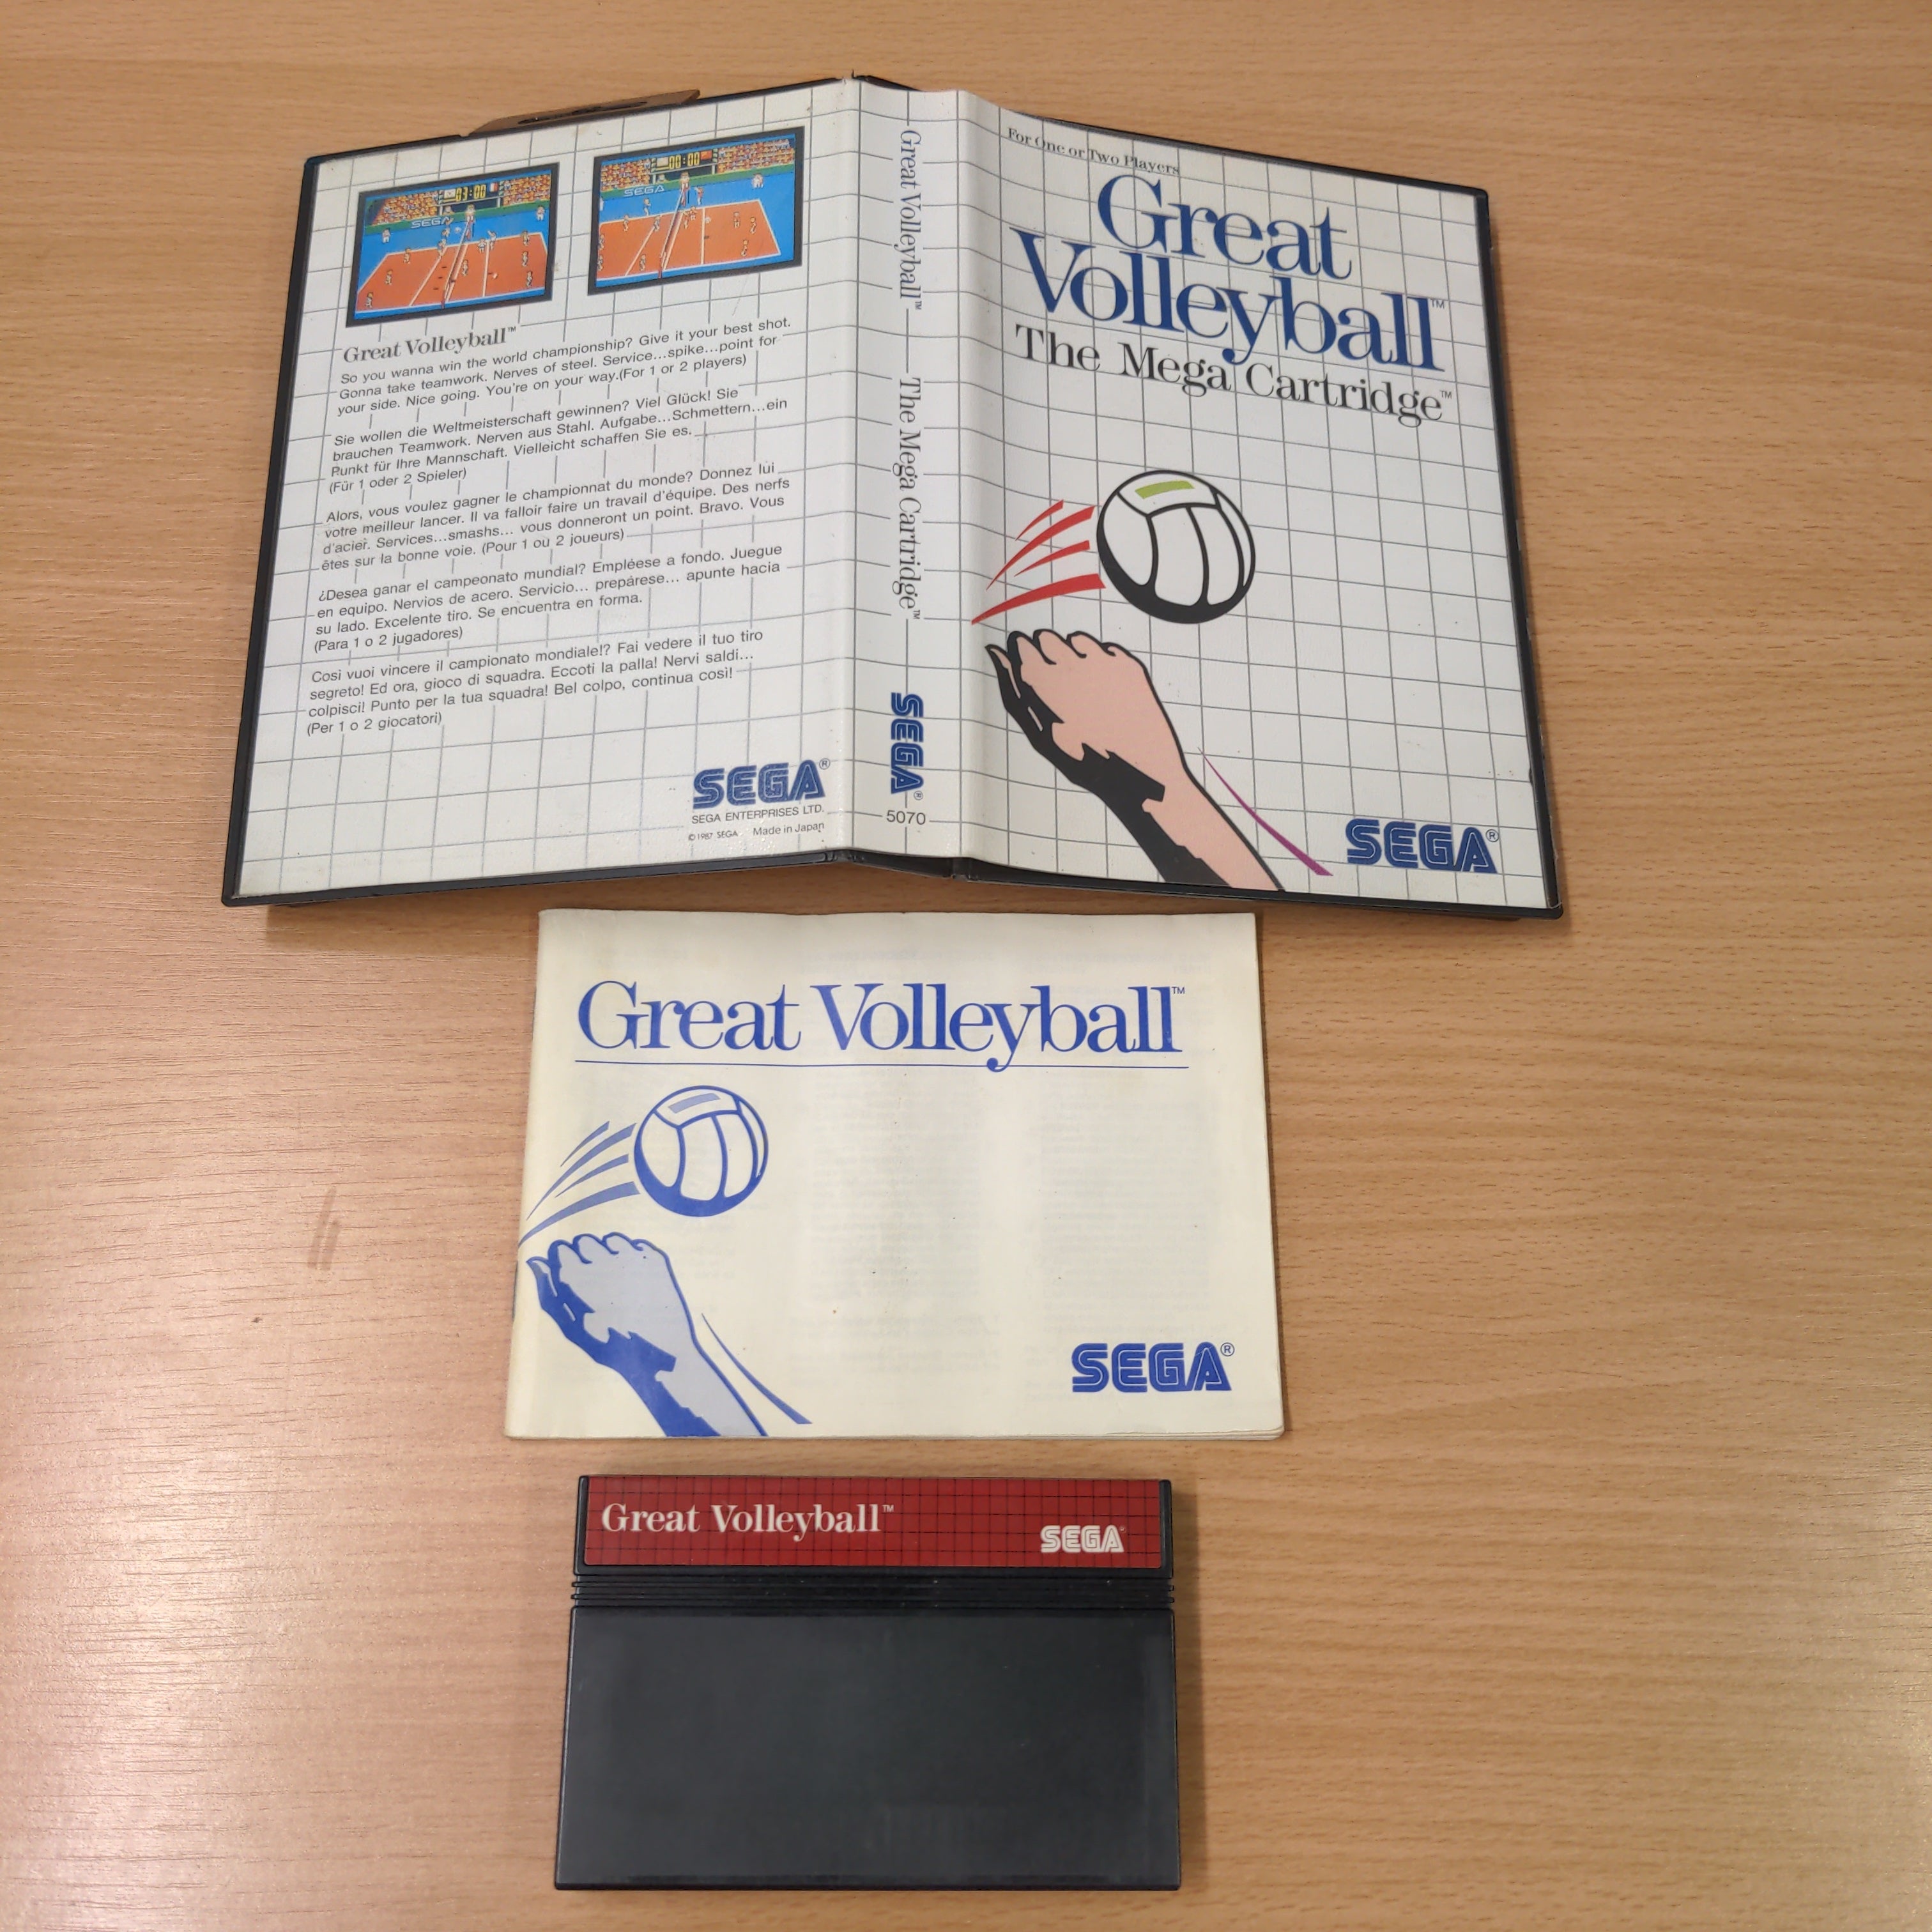 SEGA
03:00
SEGA
00:00
Great Volleyball™
So you wanna win the world championship? Give it your best shot.
Gonna take teamwork. Nerves of steel. Service...spike...point for
your side. Nice going. You're on your way.(For 1 or 2 players)
Sie wollen die Weltmeisterschaft gewinnen? Viel Glück! Sie
brauchen Teamwork. Nerven aus Stahl. Aufgabe...Schmettern...ein
Punkt für Ihre Mannschaft. Vielleicht schaffen Sie es.
(Für 1 oder 2 Spieler)
Alors, vous voulez gagner le championnat du monde? Donnez lui
votre meilleur lancer. Il va falloir faire un travail d'équipe. Des nerfs
d'acier. Services...smashs... vous donneront un point. Bravo. Vous
êtes sur la bonne voie. (Pour 1 ou 2 joueurs)
¿Desea ganar el campeonato mundial? Empléese a fondo. Juegue
en equipo. Nervios de acero. Servicio... prepárese... apunte hacia
su lado. Excelente tiro. Se encuentra en forma.
(Para 1 o 2 jugadores)
Così vuoi vincere il campionato mondiale!? Fai vedere il tuo tiro
segreto! Ed ora, gioco di squadra. Eccoti la palla! Nervi saldi...
colpisci! Punto per la tua squadra! Bel colpo, continua così!
(Per 1 o 2 giocatori)
SEGA®
SEGA ENTERPRISES LTD.
© 1987 SEGA Made in Japan
Great Volleyball™
The Mega Cartridge™
SEGA®
5070
For One or Two Players
Great
Volleyball™
The Mega Cartridge™
SEGA®
Great Volleyball™
SEGA®
Great Volleyball™
SEGA®